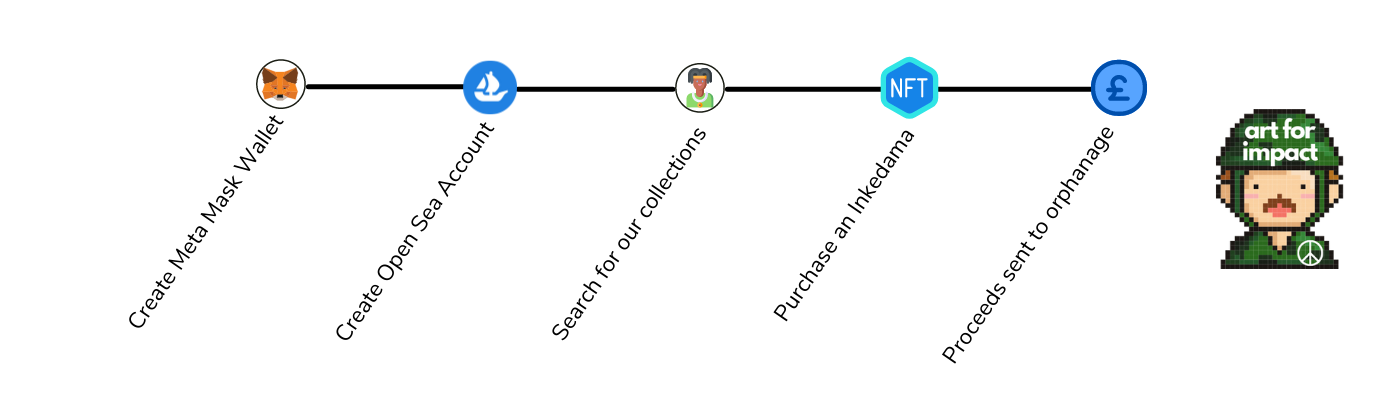 Create Meta Mask Wallet
Create Open Sea Account
Search for our collections
NFT
Purchase an Inkedama
£
Proceeds sent to orphanage
art for
impact